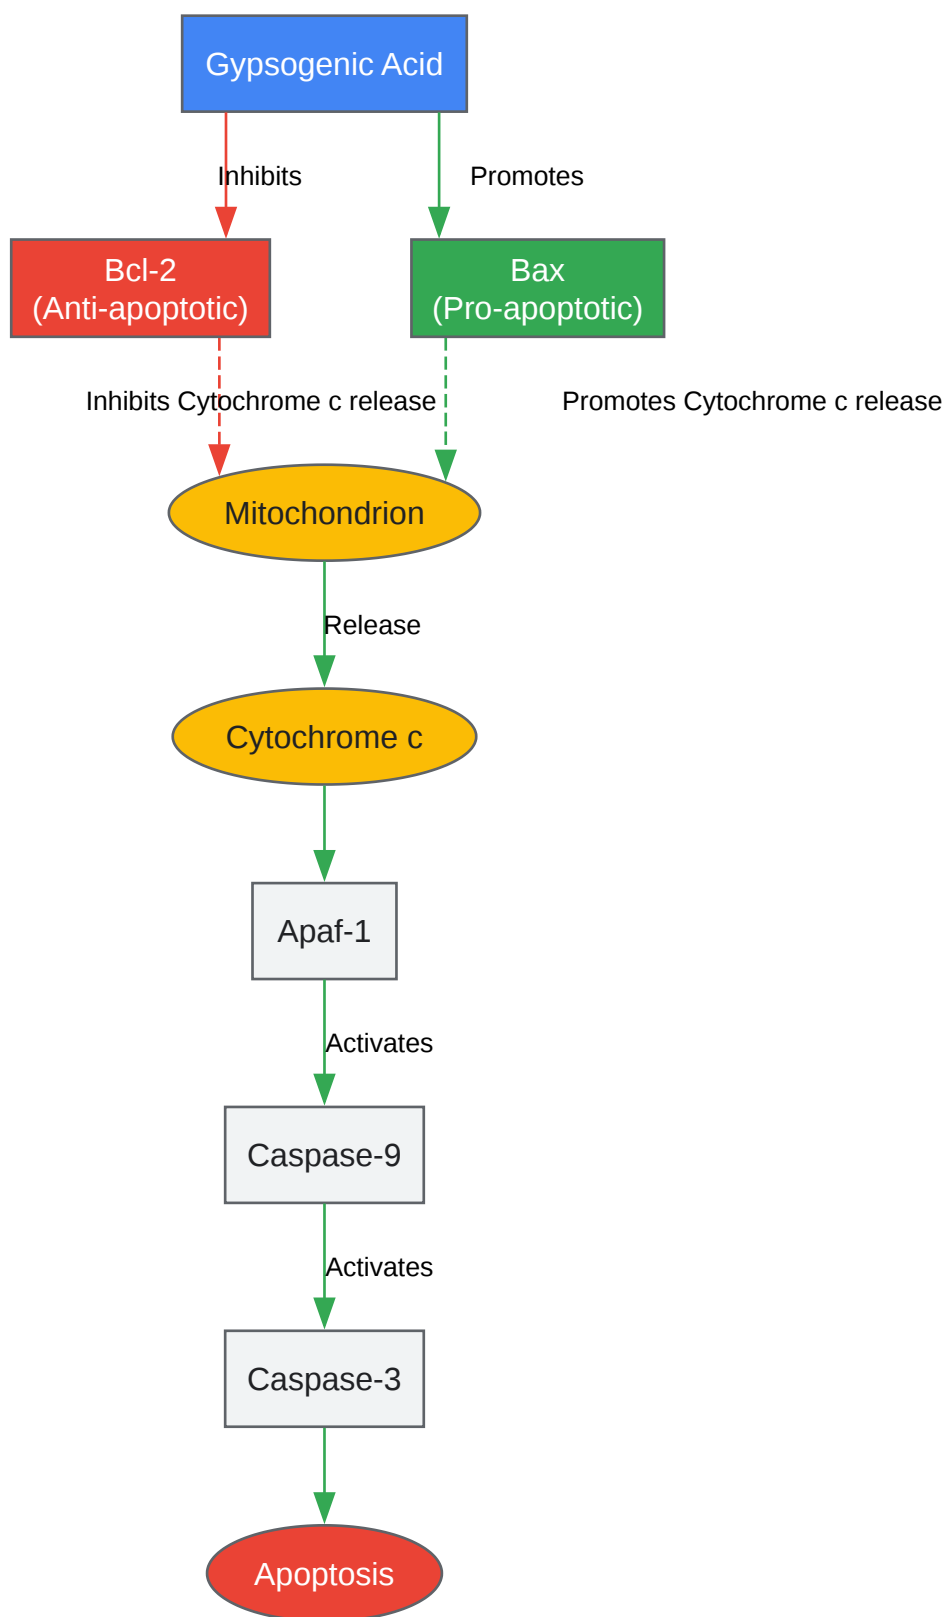 Gypsogenic Acid
Inhibits
Promotes
Bcl-2
(Anti-apoptotic)
Bax
(Pro-apoptotic)
Inhibits Cytochrome c release
Promotes Cytochrome c release
Mitochondrion
Release
Cytochrome c
Apaf-1
Activates
Caspase-9
Activates
Caspase-3
Apoptosis